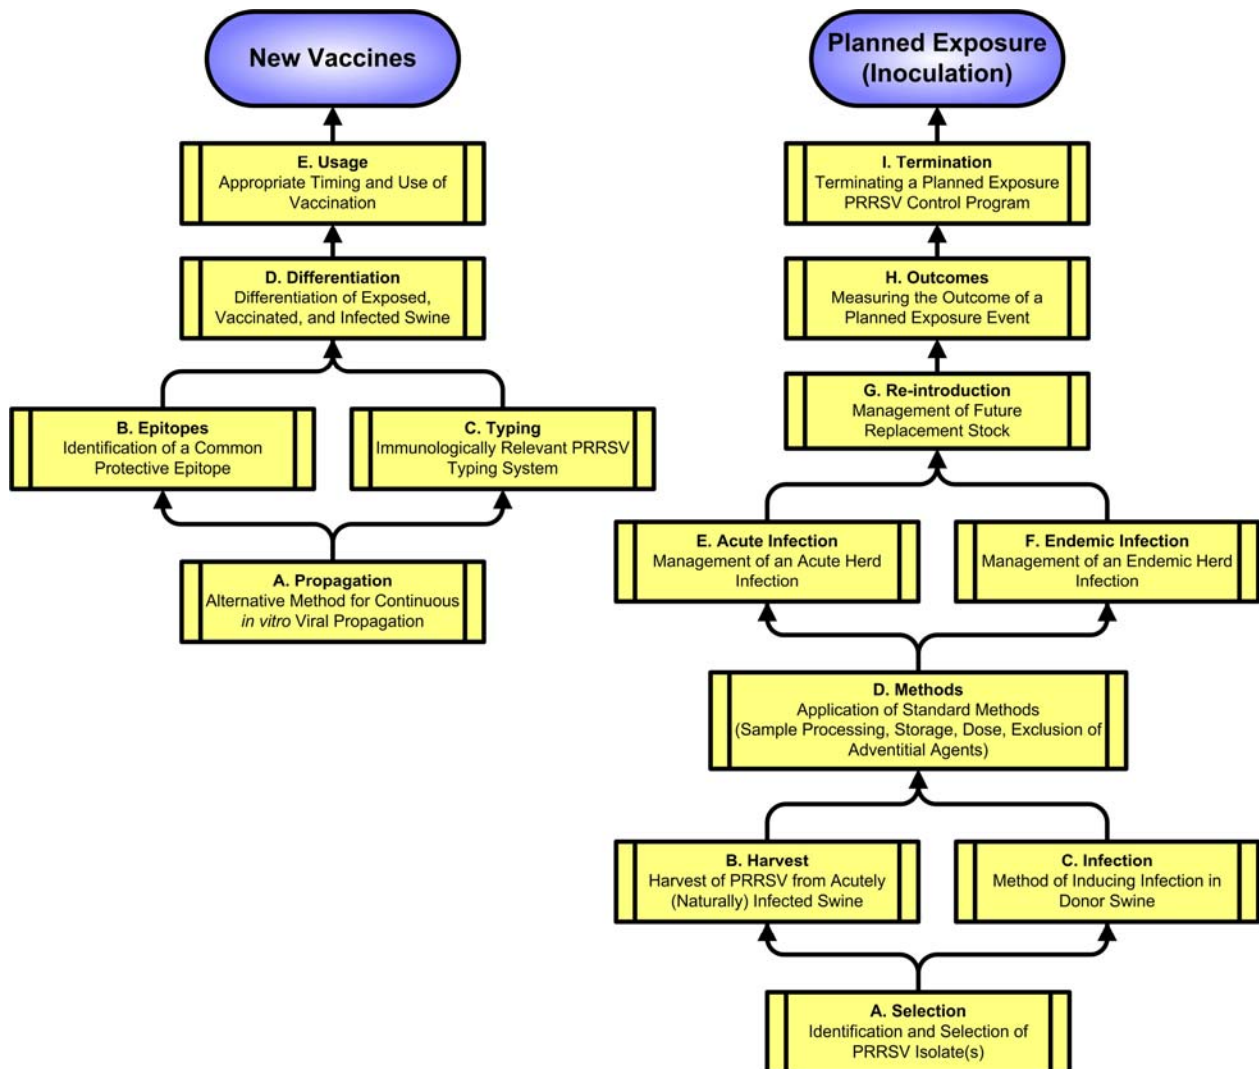 New Vaccines
E. Usage
Appropriate Timing and Use of
Vaccination
D. Differentiation
Differentiation of Exposed,
Vaccinated, and Infected Swine
B. Epitopes
Identification of a Common
Protective Epitope
C. Typing
Immunologically Relevant PRRSV
Typing System
A. Propagation
Alternative Method for Continuous
in vitro Viral Propagation
Planned Exposure
(Inoculation)
I. Termination
Terminating a Planned Exposure
PRRSV Control Program
H. Outcomes
Measuring the Outcome of a
Planned Exposure Event
G. Re-introduction
Management of Future
Replacement Stock
E. Acute Infection
Management of an Acute Herd
Infection
F. Endemic Infection
Management of an Endemic Herd
Infection
D. Methods
Application of Standard Methods
(Sample Processing, Storage, Dose, Exclusion of
Adventitial Agents)
B. Harvest
Harvest of PRRSV from Acutely
(Naturally) Infected Swine
C. Infection
Method of Inducing Infection in
Donor Swine
A. Selection
Identification and Selection of
PRRSV Isolate(s)